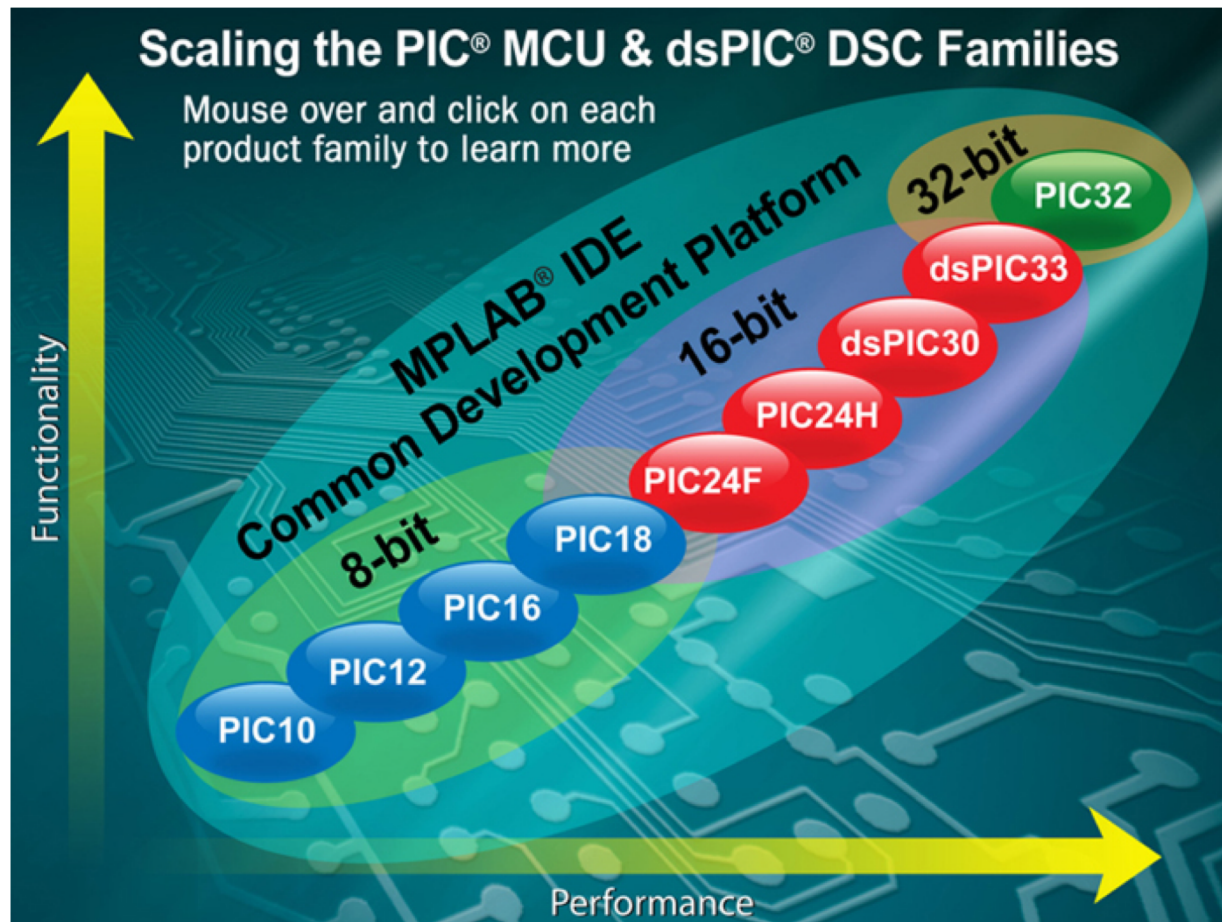 Scaling the PIC® MCU & dsPIC® DSC Families
Mouse over and click on each
product family to learn more
Functionality
MPLAB® IDE
Common Development Platform
32-bit
PIC32
dsPIC33
16-bit
dsPIC30
PIC24H
PIC24F
8-bit
PIC18
PIC16
PIC12
PIC10
Performance